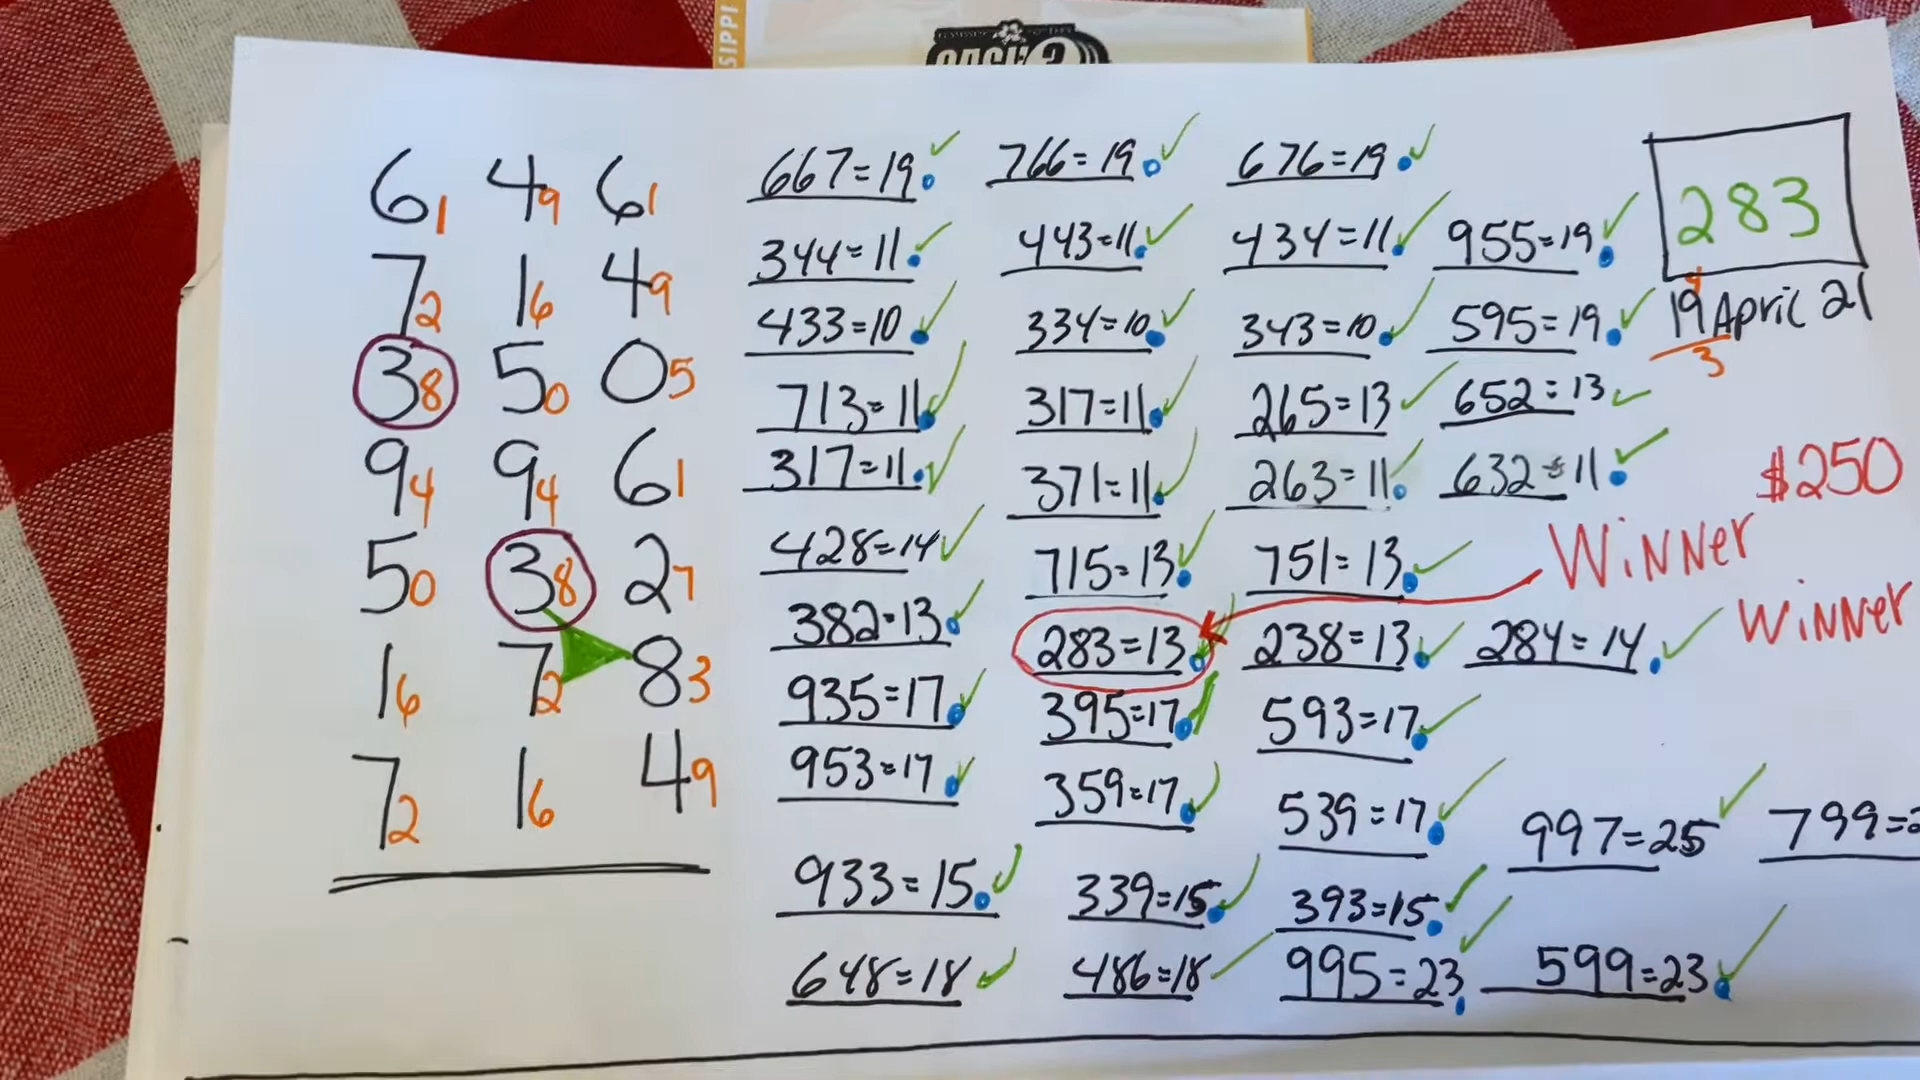 SIPPI
CASH 3
6 1 4 9 6 1
7 2 1 6 4 9
3 8 5 0 0 5
9 4 9 4 6 1
5 0 3 8 2 7
1 6 7 2 8 3
7 2 1 6 4 9
667=19 766=19 676=19
344=11 443=11 434=11 955=19
433=10 334=10 343=10 595=19
713=11 317=11 265=13 652=13
317=11 371=11 263=11 632=11
428=14 715=13 751=13
382=13 283=13 238=13 284=14
935=17 395=17 593=17
953=17 359=17 539=17 997=25 799=2
933=15 339=15 393=15
648=18 486=18 995=23 599=23
283
19 April 21
3
$250
Winner
Winner